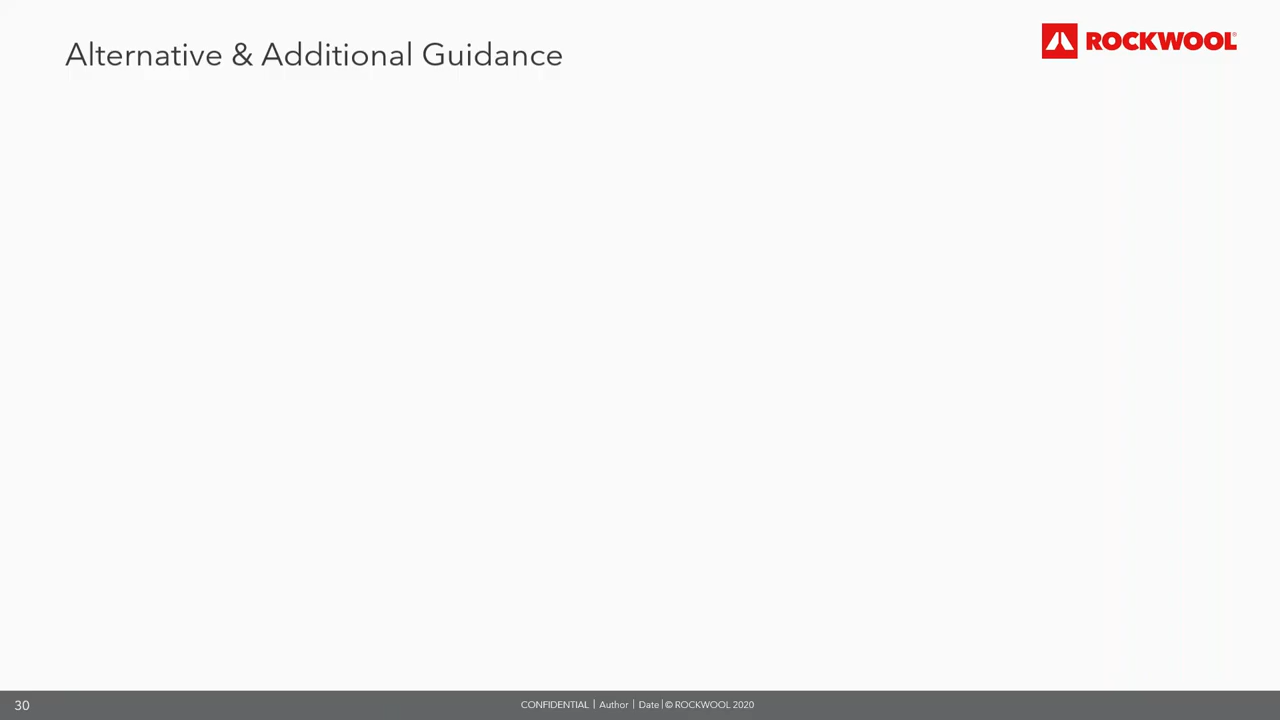 Alternative & Additional Guidance
ROCKWOOL®
30
CONFIDENTIAL | Author | Date | © ROCKWOOL 2020